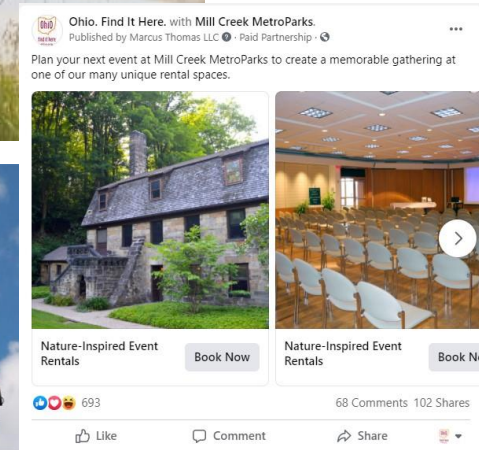 Ohio. Find It Here. with Mill Creek MetroParks.
Published by Marcus Thomas LLC · Paid Partnership ·
Plan your next event at Mill Creek MetroParks to create a memorable gathering at
one of our many unique rental spaces.
Nature-Inspired Event
Rentals
Book Now
Nature-Inspired Event
Rentals
Book N
693
68 Comments 102 Shares
Like
Comment
Share